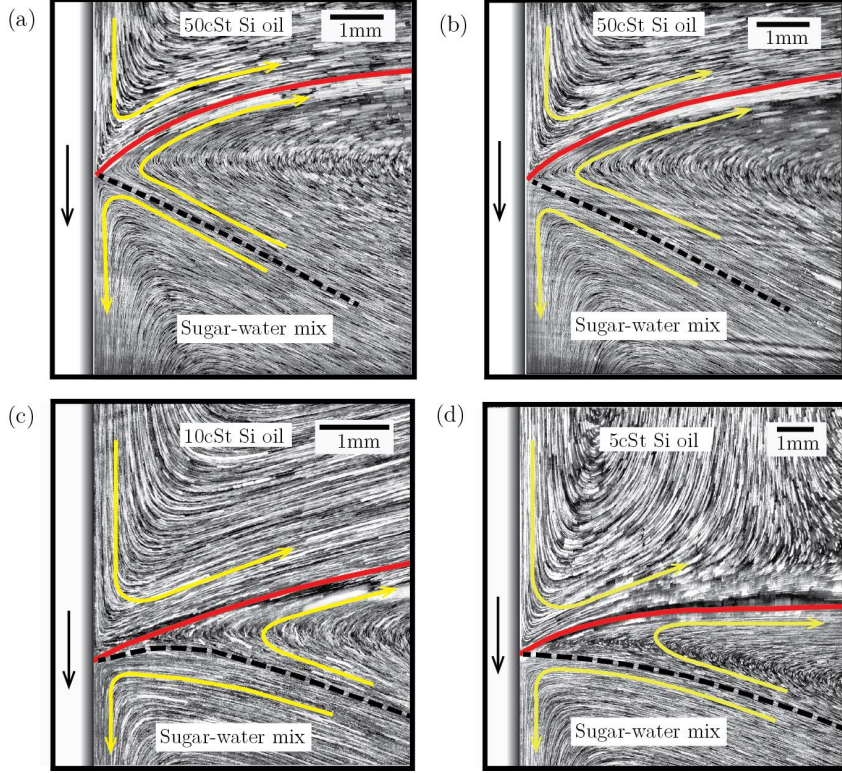 (a)
50cSt Si oil
1mm
Sugar-water mix
(b)
50cSt Si oil
1mm
Sugar-water mix
(c)
10cSt Si oil
1mm
Sugar-water mix
(d)
5cSt Si oil
1mm
Sugar-water mix